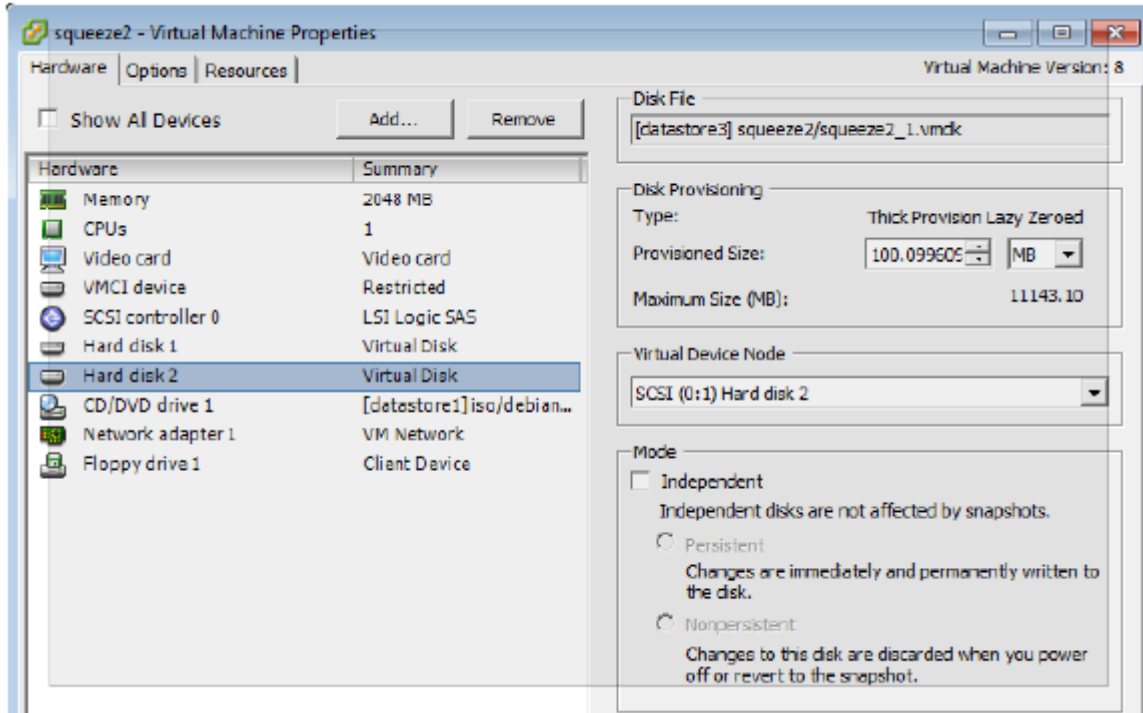 squeeze2 - Virtual Machine Properties
Hardware Options Resources
Virtual Machine Version: 8
Show All Devices
Add...
Remove
Hardware Summary
Memory 2048 MB
CPUs 1
Video card Video card
VMCI device Restricted
SCSI controller 0 LSI Logic SAS
Hard disk 1 Virtual Disk
Hard disk 2 Virtual Disk
CD/DVD drive 1 [datastore1] iso/debian...
Network adapter 1 VM Network
Floppy drive 1 Client Device
Disk File
[datastore3] squeeze2/squeeze2_1.vmdk
Disk Provisioning
Type: Thick Provision Lazy Zeroed
Provisioned Size: 100.099609 MB
Maximum Size (MB): 11143.10
Virtual Device Node
SCSI (0:1) Hard disk 2
Mode
Independent
Independent disks are not affected by snapshots.
Persistent
Changes are immediately and permanently written to
the disk.
Nonpersistent
Changes to this disk are discarded when you power
off or revert to the snapshot.